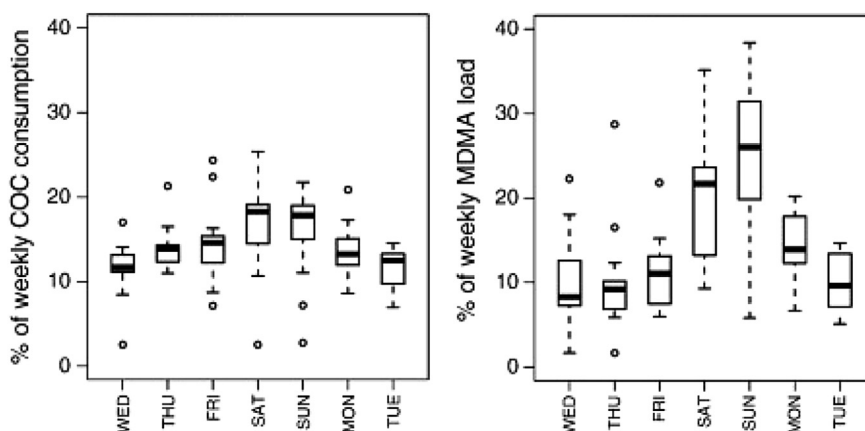 % of weekly COC consumption
40
30
20
10
0
WED
THU
FRI
SAT
SUN
MON
TUE
% of weekly MDMA load
40
30
20
10
0
WED
THU
FRI
SAT
SUN
MON
TUE